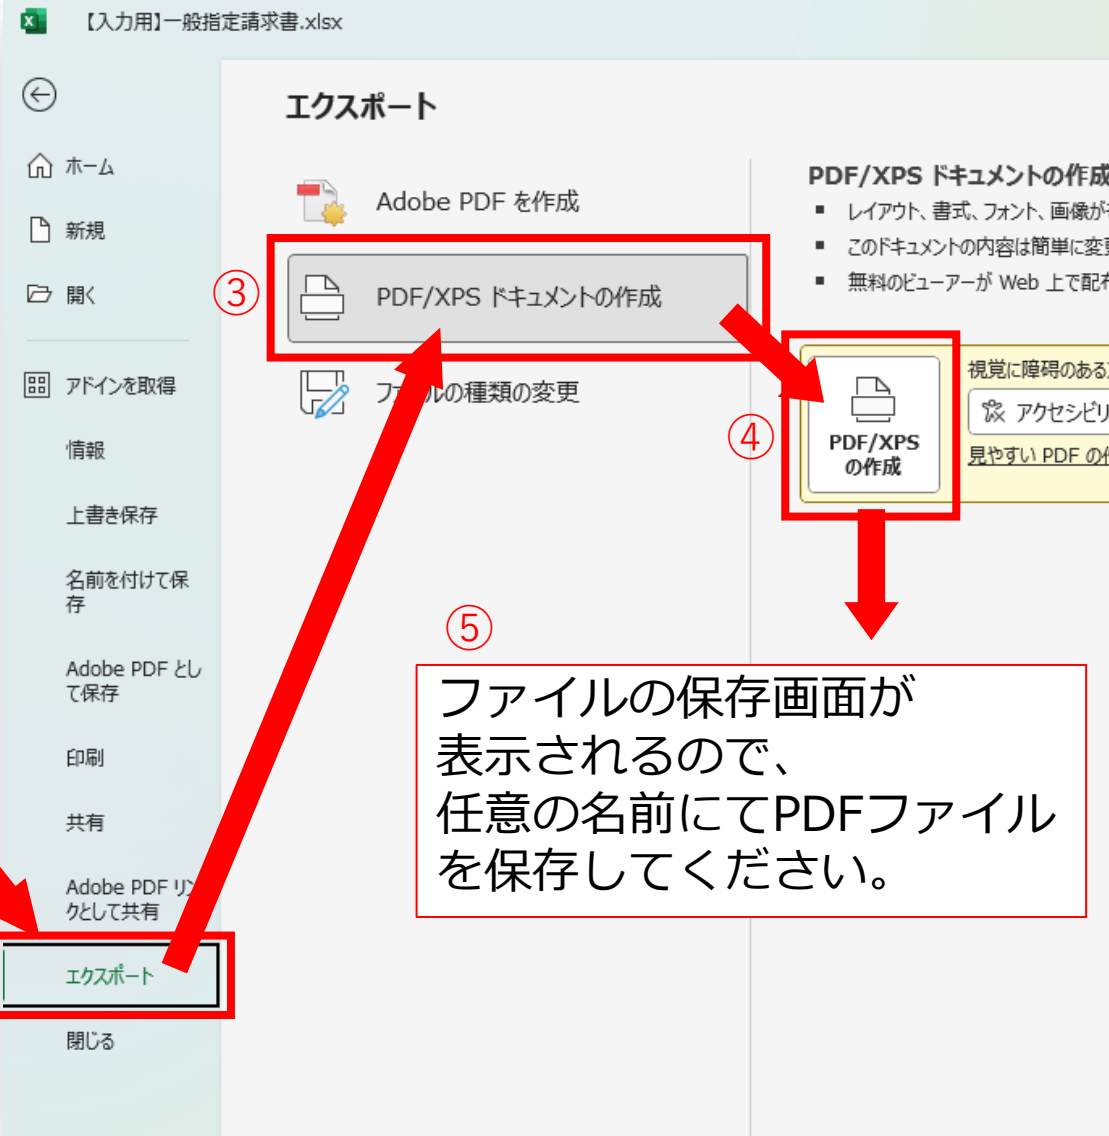 【入力用】一般指定請求書.xlsx
エクスポート
ホーム
新規
開く
アドインを取得
情報
上書き保存
名前を付けて保
存
Adobe PDF とし
て保存
印刷
共有
Adobe PDF リン
クとして共有
エクスポート
閉じる
Adobe PDF を作成
③
PDF/XPS ドキュメントの作成
ファイルの種類の変更
PDF/XPS ドキュメントの作成
レイアウト、書式、フォント、画像が
このドキュメントの内容は簡単に変
無料のビューアーが Web 上で配
④
PDF/XPS
の作成
視覚に障碍のある
アクセシビリ
見やすい PDF の
⑤
ファイルの保存画面が
表示されるので、
任意の名前にてPDFファイル
を保存してください。